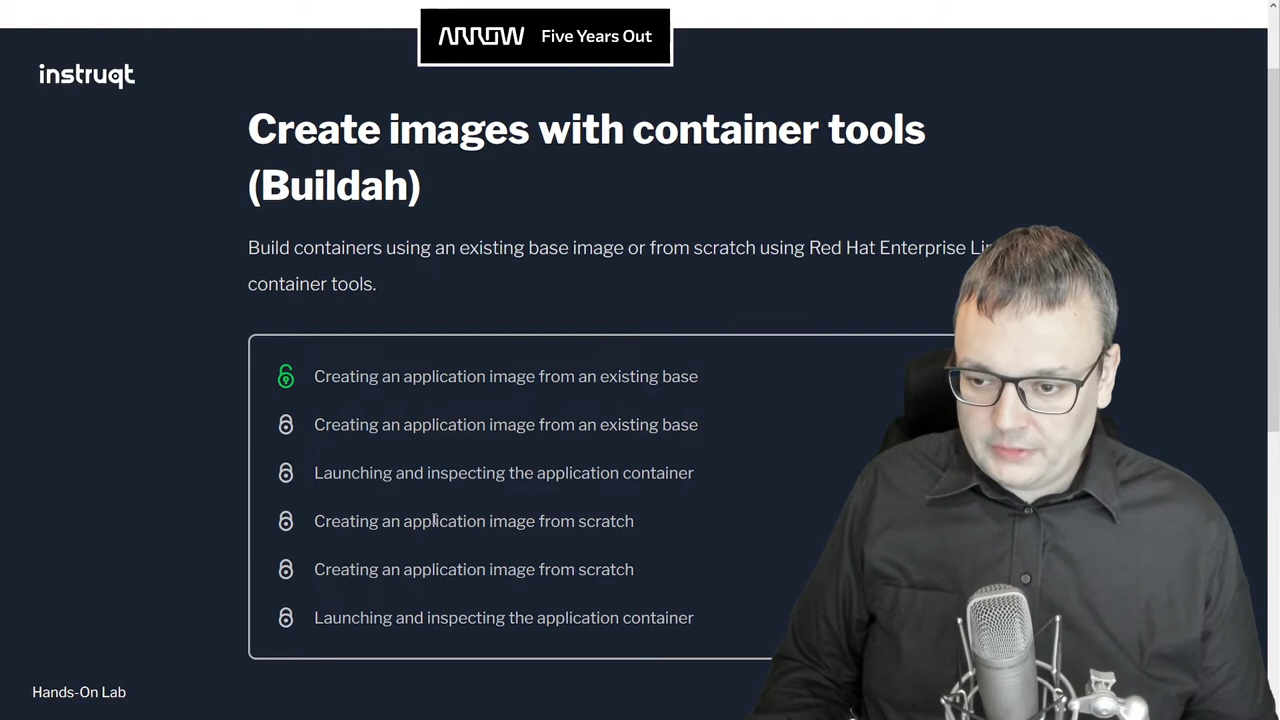 ARROW Five Years Out
instruqt
Create images with container tools
(Buildah)
Build containers using an existing base image or from scratch using Red Hat Enterprise
container tools.
Creating an application image from an existing base
Creating an application image from an existing base
Launching and inspecting the application container
Creating an application image from scratch
Creating an application image from scratch
Launching and inspecting the application container
Hands-On Lab